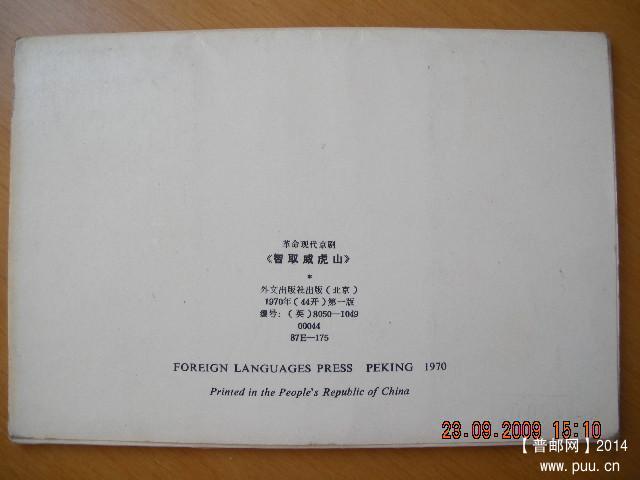 革命现代京剧
《智取威虎山》
*
外文出版社出版（北京）
1970年（44开）第一版
编号：（英）8050—1049
00044
87E—175
FOREIGN LANGUAGES PRESS PEKING 1970
Printed in the People's Republic of China
23.09.2009 15:10
【普邮网】2014
www.puu.cn